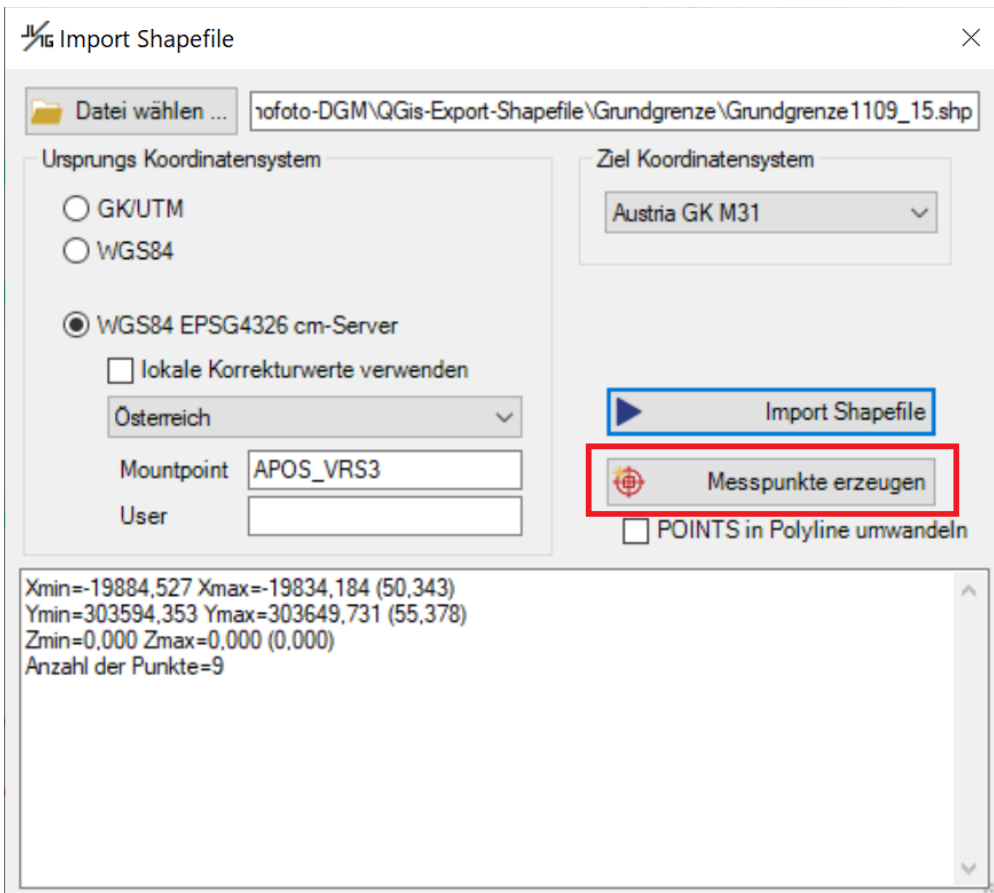 Import Shapefile
Datei wählen ...
nofoto-DGM\QGis-Export-Shapefile\Grundgrenze\Grundgrenze1109_15.shp
Ursprungs Koordinatensystem
GK/UTM
WGS84
WGS84 EPSG4326 cm-Server
lokale Korrekturwerte verwenden
Österreich
Mountpoint APOS_VRS3
User
Ziel Koordinatensystem
Austria GK M31
Import Shapefile
Messpunkte erzeugen
POINTS in Polyline umwandeln
Xmin=-19884,527 Xmax=-19834,184 (50,343)
Ymin=303594,353 Ymax=303649,731 (55,378)
Zmin=0,000 Zmax=0,000 (0,000)
Anzahl der Punkte=9